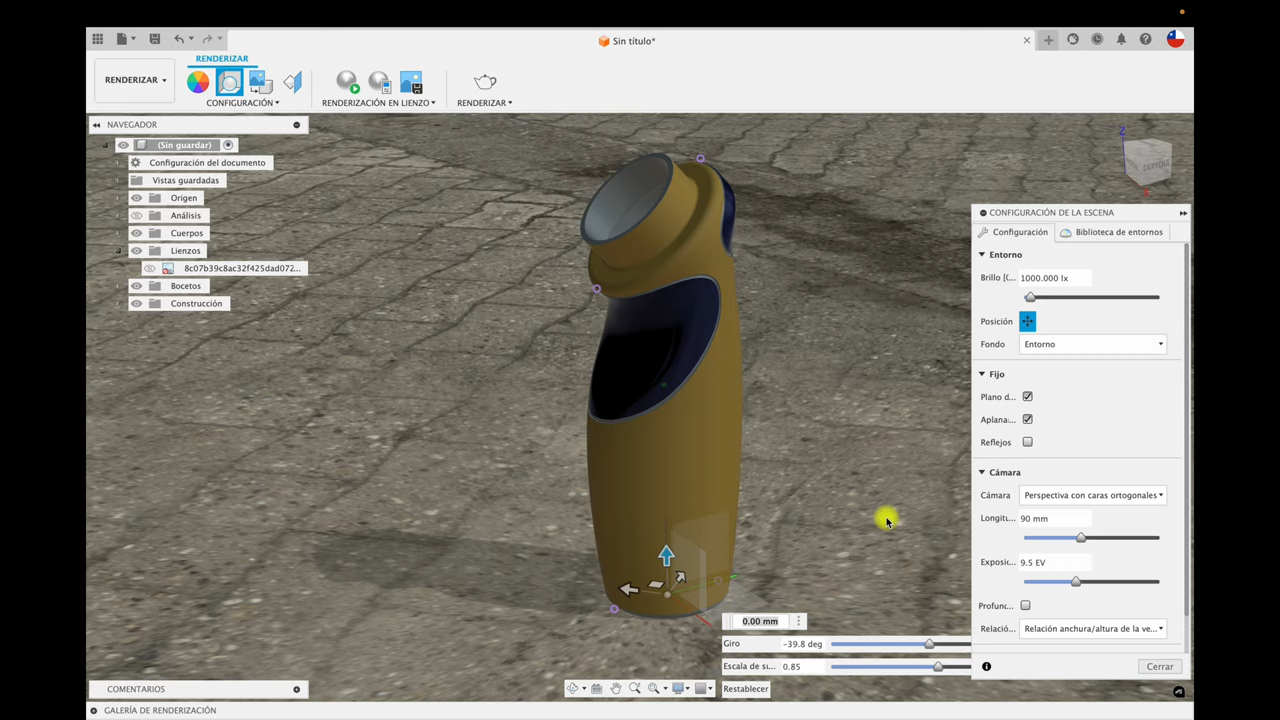 Sin título*
RENDERIZAR
RENDERIZAR
CONFIGURACIÓN
RENDERIZACIÓN EN LIENZO
RENDERIZAR
NAVEGADOR
(Sin guardar)
Configuración del documento
Vistas guardadas
Origen
Análisis
Cuerpos
Lienzos
8c07b39c8ac32f425dad072...
Bocetos
Construcción
Z
DERECHA
X
CONFIGURACIÓN DE LA ESCENA
Configuración
Biblioteca de entornos
Entorno
Brillo [(...
1000.000 lx
Posición
Fondo
Entorno
Fijo
Plano d...
Aplana...
Reflejos
Cámara
Cámara
Perspectiva con caras ortogonales
Longitu...
90 mm
Exposic...
9.5 EV
Profunc...
Relació...
Relación anchura/altura de la ve...
Cerrar
0.00 mm
Giro
-39.8 deg
Escala de su...
0.85
Restablecer
COMENTARIOS
GALERÍA DE RENDERIZACIÓN